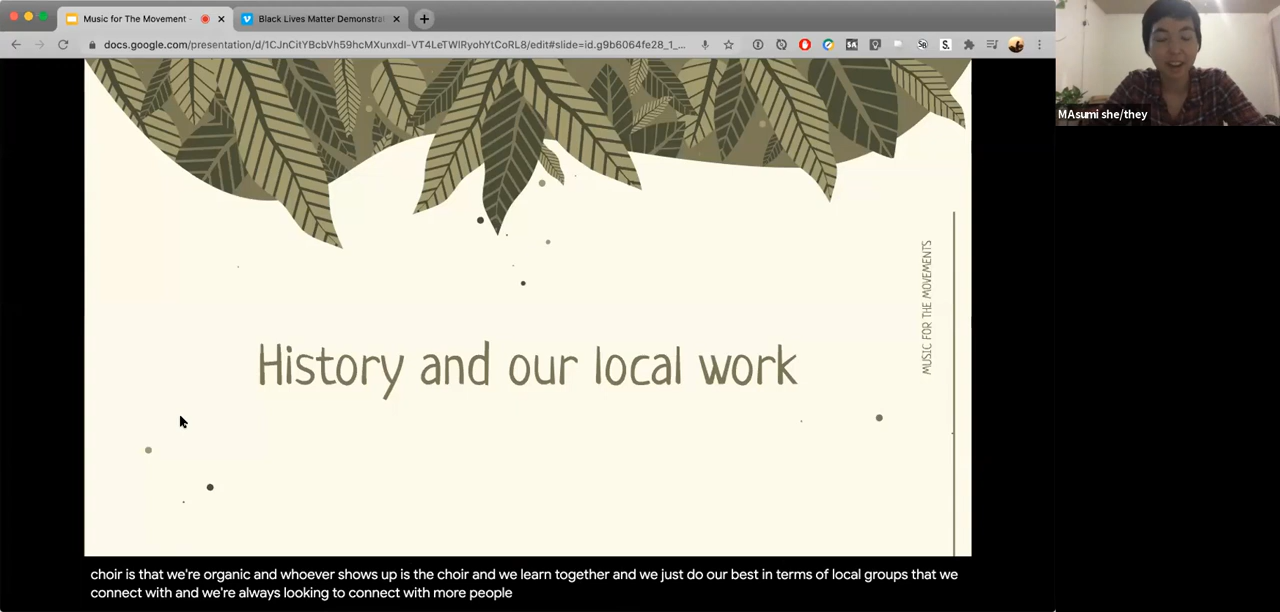 Music for The Movement -
Black Lives Matter Demonstra
docs.google.com/presentation/d/1CJnCitYBcbVh59hcMXunxdI-VT4LeTWlRyohYtCoRL8/edit#slide=id.g9b6064fe28_1_...
MAsumi she/they
MUSIC FOR THE MOVEMENTS
History and our local work
choir is that we're organic and whoever shows up is the choir and we learn together and we just do our best in terms of local groups that we
connect with and we're always looking to connect with more people